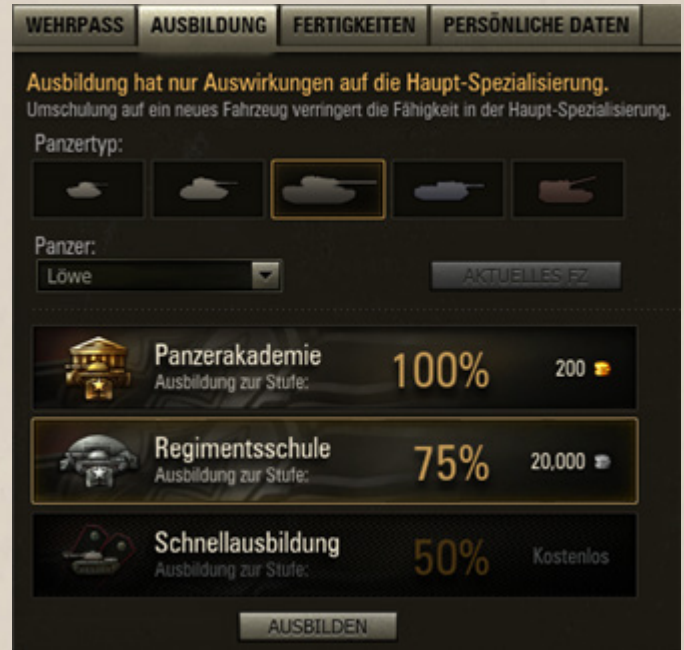 WEHRPASS AUSBILDUNG FERTIGKEITEN PERSÖNLICHE DATEN
Ausbildung hat nur Auswirkungen auf die Haupt-Spezialisierung.
Umschulung auf ein neues Fahrzeug verringert die Fähigkeit in der Haupt-Spezialisierung.
Panzertyp:
Panzer:
Löwe
AKTUELLES FZ
Panzerakademie
Ausbildung zur Stufe:
100%
200
Regimentsschule
Ausbildung zur Stufe:
75%
20,000
Schnellausbildung
Ausbildung zur Stufe:
50%
Kostenlos
AUSBILDEN